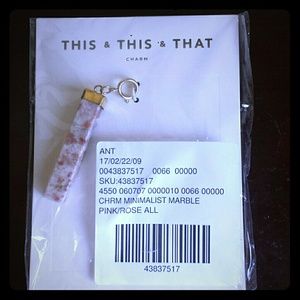 THIS & THIS & THAT
CHARM
ANT
17/02/22/09
0043837517 0066 00000
SKU:43837517
4550 060707 0000010 0066 00000
CHRM MINIMALIST MARBLE
PINK/ROSE ALL
43837517